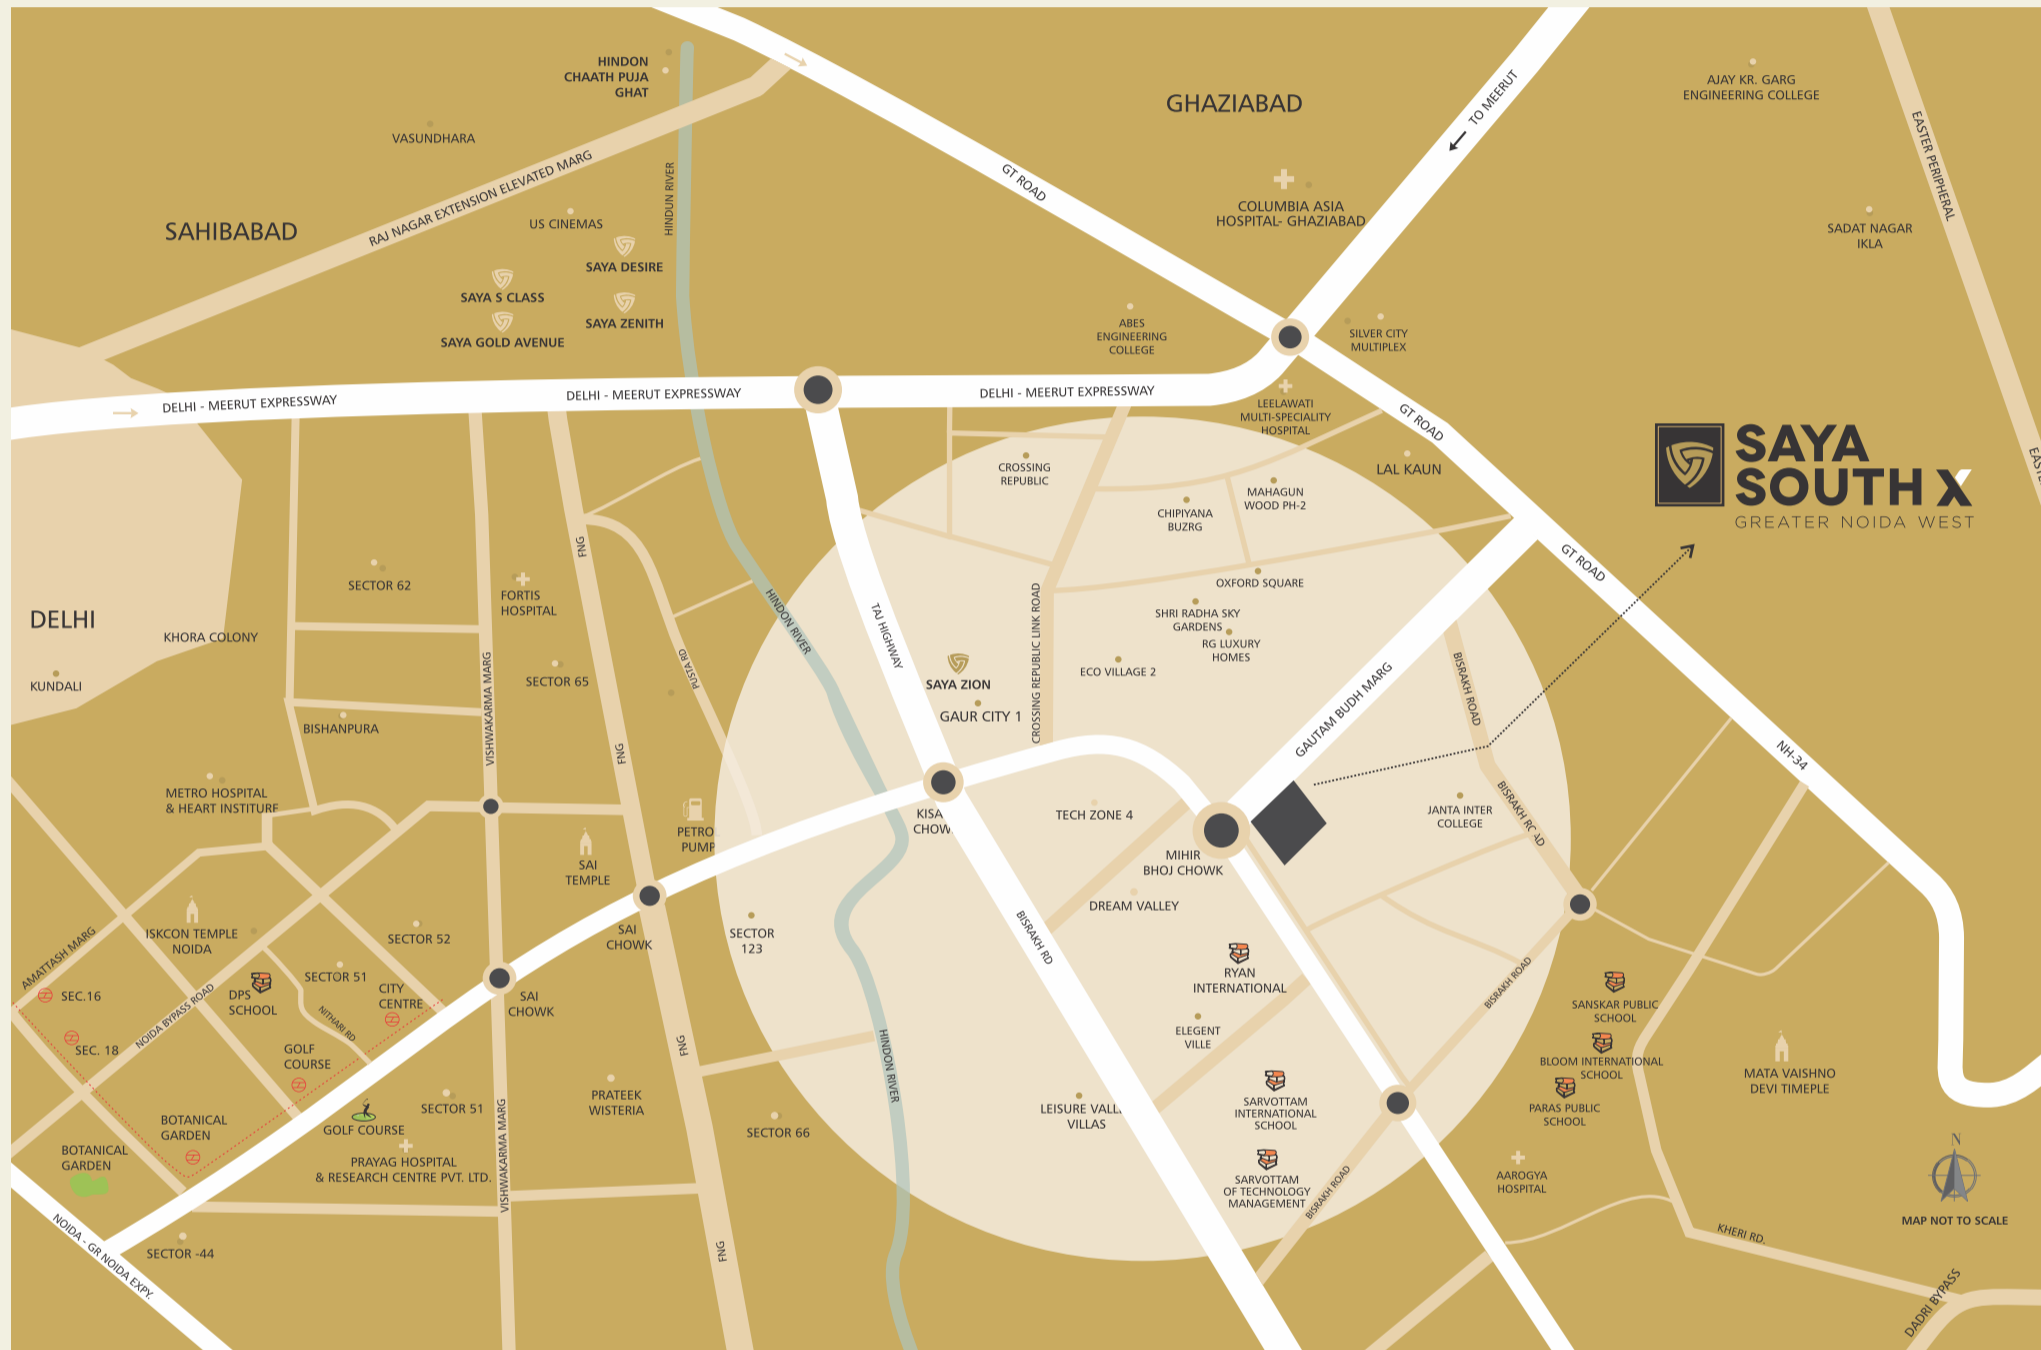 HINDON
CHAATH PUJA
GHAT
VASUNDHARA
RAJ NAGAR EXTENSION ELEVATED MARG
HINDUN RIVER
SAHIBABAD
US CINEMAS
SAYA DESIRE
SAYA S CLASS
SAYA ZENITH
SAYA GOLD AVENUE
GHAZIABAD
GT ROAD
TO MEERUT
COLUMBIA ASIA
HOSPITAL- GHAZIABAD
AJAY KR. GARG
ENGINEERING COLLEGE
EASTER PERIPHERAL
SADAT NAGAR
IKLA
ABES
ENGINEERING
COLLEGE
SILVER CITY
MULTIPLEX
DELHI - MEERUT EXPRESSWAY
DELHI - MEERUT EXPRESSWAY
DELHI - MEERUT EXPRESSWAY
LEELAWATI
MULTI-SPECIALITY
HOSPITAL
GT ROAD
LAL KAUN
SAYA
SOUTH X
GREATER NOIDA WEST
CROSSING
REPUBLIC
CHIPIYANA
BUZRG
MAHAGUN
WOOD PH-2
GT ROAD
OXFORD SQUARE
SHRI RADHA SKY
GARDENS
RG LUXURY
HOMES
ECO VILLAGE 2
CROSSING REPUBLIC LINK ROAD
TAJ HIGHWAY
HINDON RIVER
SAYA ZION
GAUR CITY 1
GAUTAM BUDH MARG
BISRAKH ROAD
NH-34
SECTOR 62
FORTIS
HOSPITAL
FNG
DELHI
KHORA COLONY
KUNDALI
SECTOR 65
PUSTA RD
VISHWAKARMA MARG
BISHANPURA
FNG
METRO HOSPITAL
& HEART INSTITURE
PETRO
PUMP
SAI
TEMPLE
KISA
CHOW
TECH ZONE 4
MIHIR
BHOJ CHOWK
JANTA INTER
COLLEGE
BISRAKH ROAD
DREAM VALLEY
ISKCON TEMPLE
NOIDA
AMATTASH MARG
SECTOR 52
SAI
CHOWK
SECTOR
123
BISRAKH RD
RYAN
INTERNATIONAL
BISRAKH ROAD
SEC.16
DPS
SCHOOL
SECTOR 51
CITY
CENTRE
SAI
CHOWK
NOIDA BYPASS ROAD
NITHARI RD
SEC. 18
GOLF
COURSE
FNG
HINDON RIVER
ELEGENT
VILLE
SANSKAR PUBLIC
SCHOOL
BLOOM INTERNATIONAL
SCHOOL
PARAS PUBLIC
SCHOOL
MATA VAISHNO
DEVI TIMEPLE
BOTANICAL
GARDEN
GOLF COURSE
SECTOR 51
PRATEEK
WISTERIA
SECTOR 66
LEISURE VALL
VILLAS
SARVOTTAM
INTERNATIONAL
SCHOOL
BOTANICAL
GARDEN
PRAYAG HOSPITAL
& RESEARCH CENTRE PVT. LTD.
VISHWAKARMA MARG
SARVOTTAM
OF TECHNOLOGY
MANAGEMENT
BISRAKH ROAD
AAROGYA
HOSPITAL
N
MAP NOT TO SCALE
KHERI RD.
NOIDA - GR NOIDA EXPY.
SECTOR -44
FNG
DADRI BYPASS